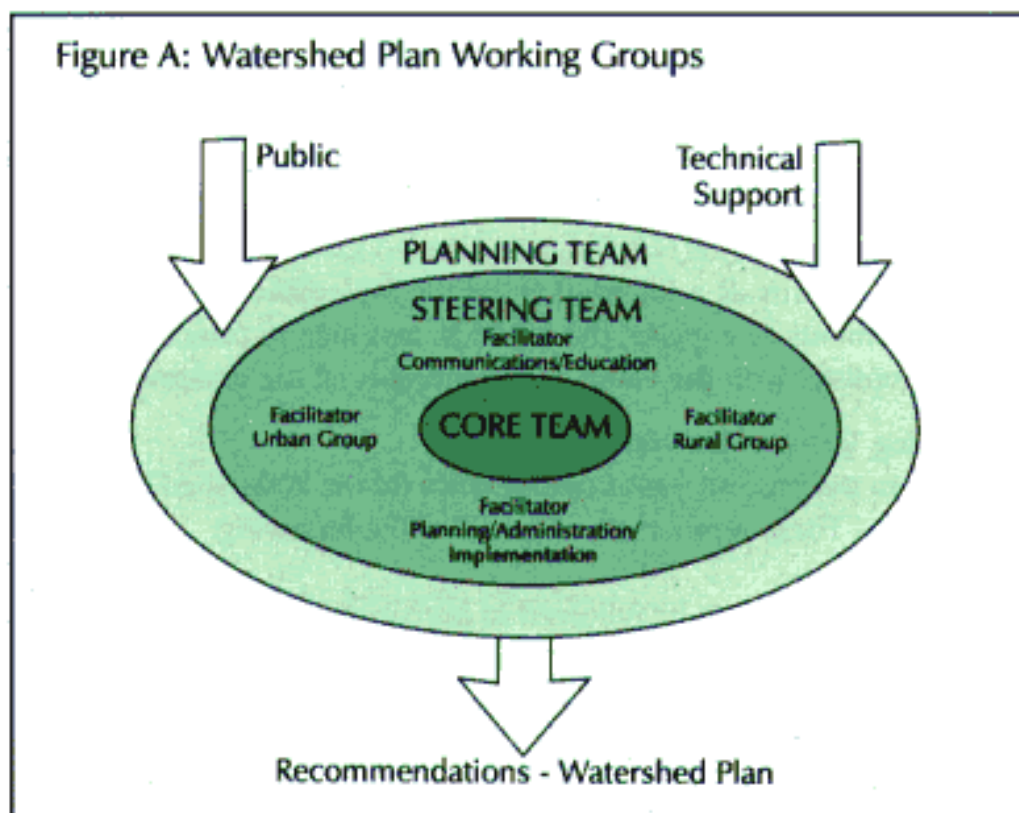 Figure A: Watershed Plan Working Groups
Public
Technical
Support
PLANNING TEAM
STEERING TEAM
Facilitator
Communications/Education
Facilitator
Urban Group
CORE TEAM
Facilitator
Rural Group
Facilitator
Planning/Administration/
Implementation
Recommendations - Watershed Plan